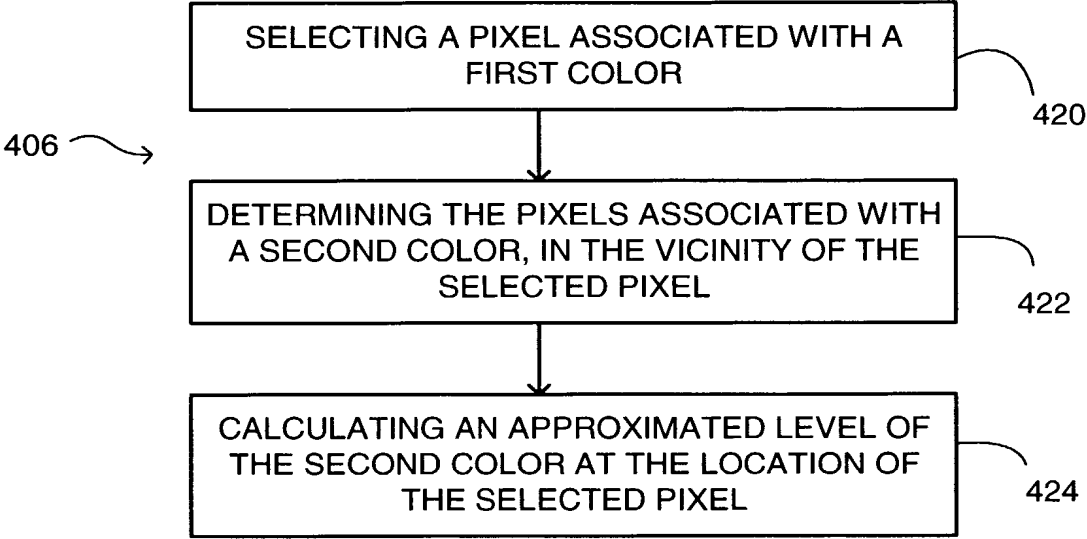 SELECTING A PIXEL ASSOCIATED WITH A
FIRST COLOR
420
406
DETERMINING THE PIXELS ASSOCIATED WITH
A SECOND COLOR, IN THE VICINITY OF THE
SELECTED PIXEL
422
CALCULATING AN APPROXIMATED LEVEL OF
THE SECOND COLOR AT THE LOCATION OF
THE SELECTED PIXEL
424